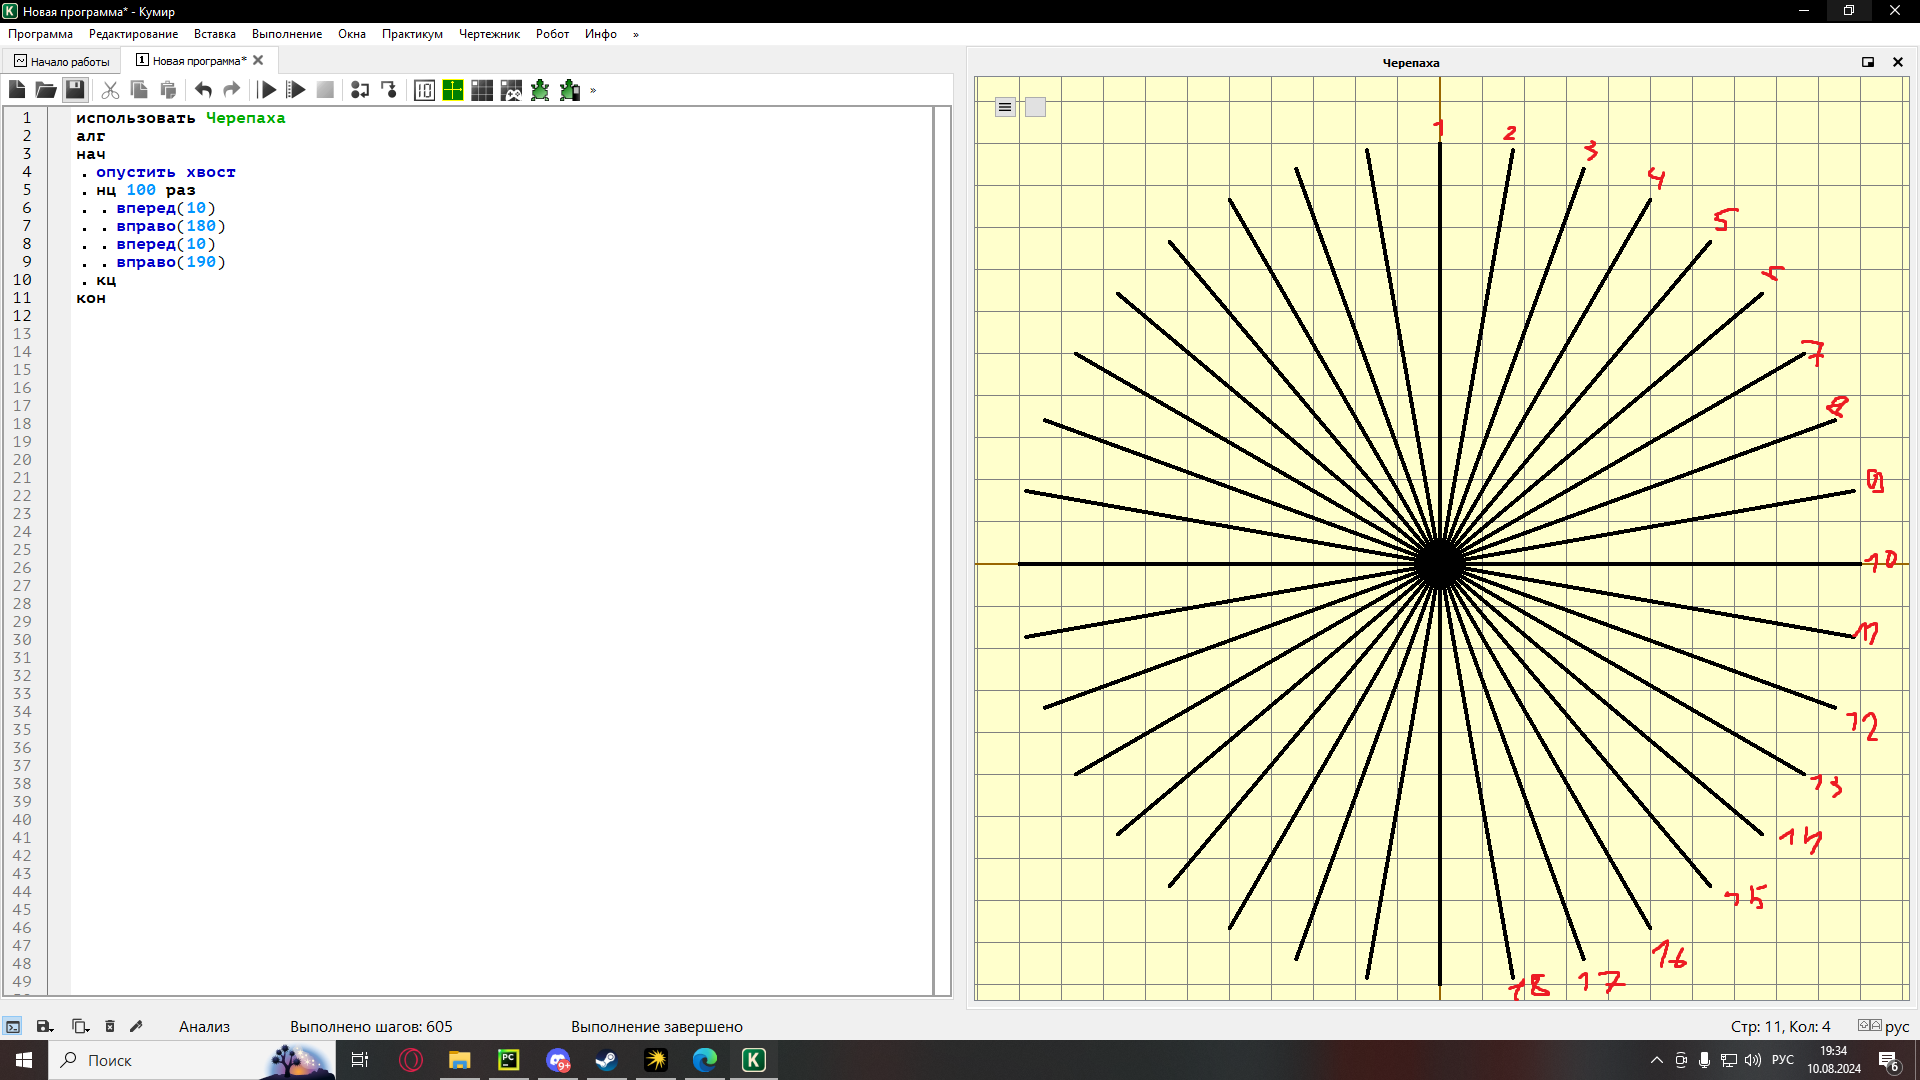 Новая программа* - Кумир
Программа Редактирование Вставка Выполнение Окна Практикум Чертежник Робот Инфо »
Начало работы
1 Новая программа*
Черепаха
»
1 использовать Черепаха
2 алг
3 нач
4 . опустить хвост
5 . нц 100 раз
6 . . вперед(10)
7 . . вправо(180)
8 . . вперед(10)
9 . . вправо(190)
10 . кц
11 кон
12
13
14
15
16
17
18
19
20
21
22
23
24
25
26
27
28
29
30
31
32
33
34
35
36
37
38
39
40
41
42
43
44
45
46
47
48
49
1
2
3
4
5
7
8
9
10
11
12
13
14
15
16
17
18
Анализ Выполнено шагов: 605 Выполнение завершено Стр: 11, Кол: 4 рус
Поиск
PC
9+
K
РУС
19:34
10.08.2024
6